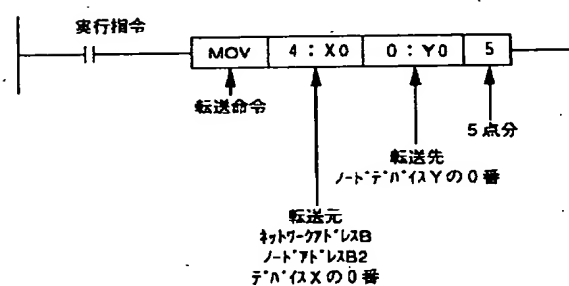 実行指令
MOV 4:X0 0:Y0 5
転送命令
5点分
転送先
ノードデバイスYの0番
転送元
ネットワークアドレスB
ノードアドレスB2
デバイスXの0番